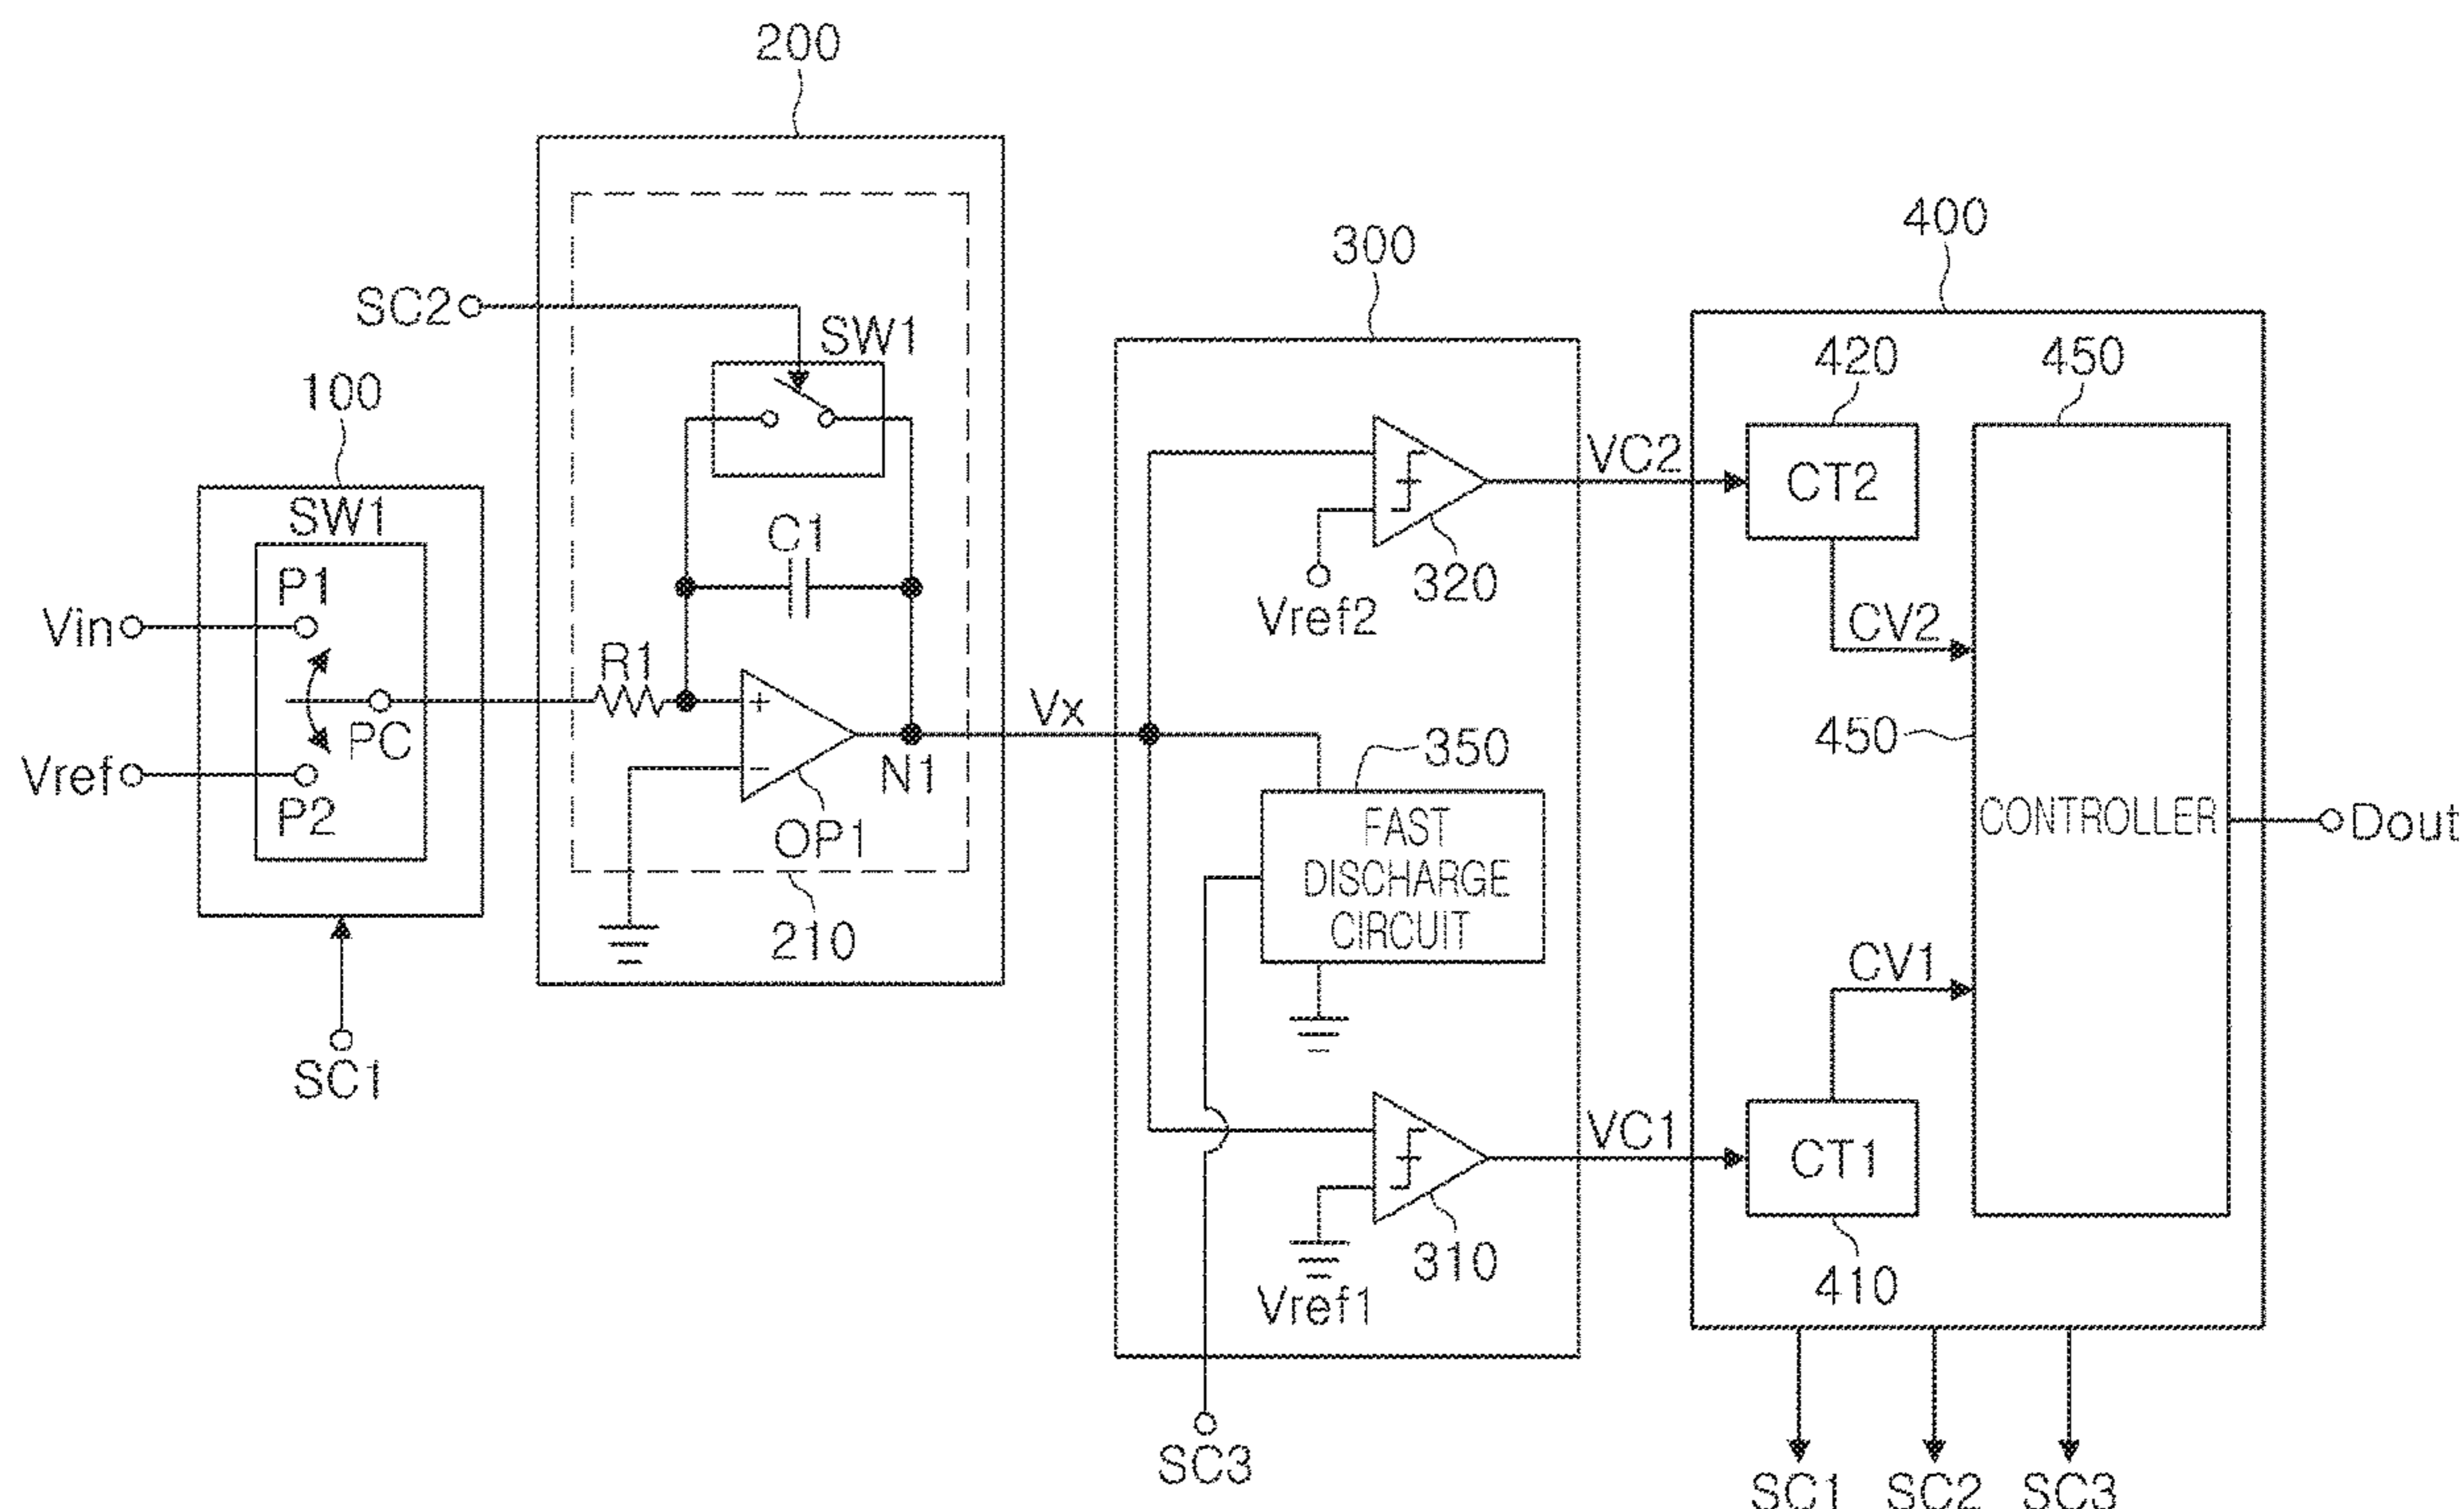 200
400
300
SC2
SW1
420
450
100
VC2
SW1
CT2
C1
P1
320
Vref2
Vin
CV2
R1
+
Vx
PC
350
450
Vref
−
N1
P2
FAST
DISCHARGE
CIRCUIT
CONTROLLER
Dout
OP1
210
CV1
SC1
VC1
CT1
310
410
Vref1
SC3
SC1
SC2
SC3